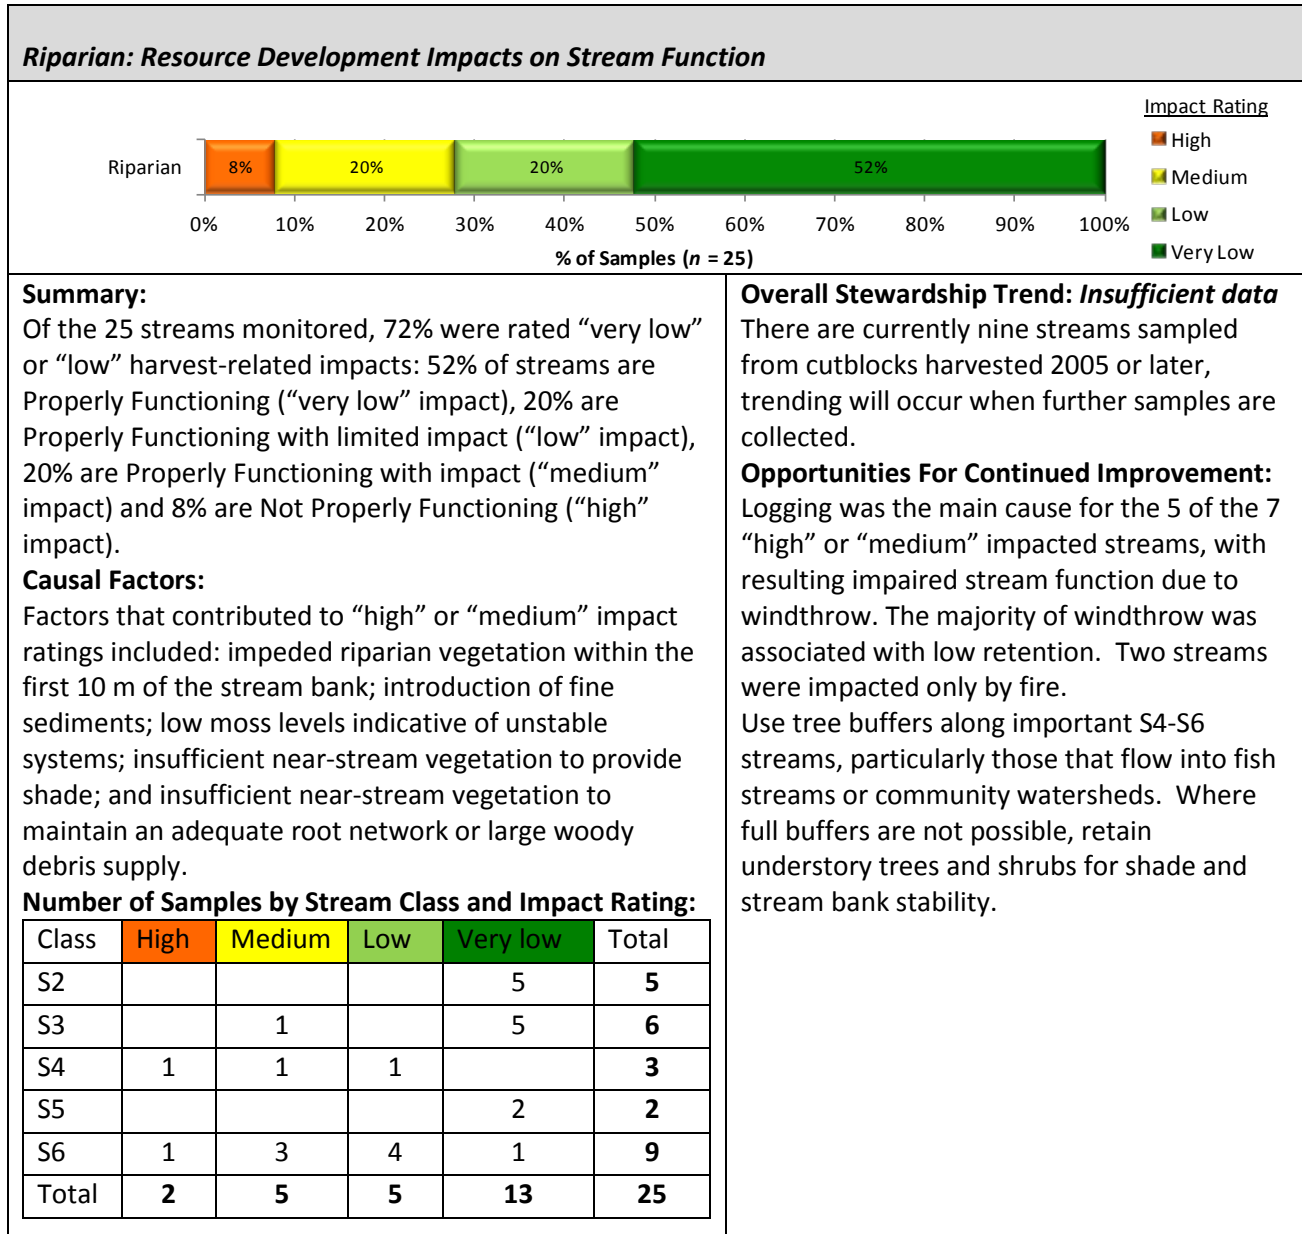 Riparian: Resource Development Impacts on Stream Function
Impact Rating
High
Medium
Low
Very Low
Riparian
8% 20% 20% 52%
0% 10% 20% 30% 40% 50% 60% 70% 80% 90% 100%
% of Samples (n = 25)
Summary:
Of the 25 streams monitored, 72% were rated “very low”
or “low” harvest-related impacts: 52% of streams are
Properly Functioning (“very low” impact), 20% are
Properly Functioning with limited impact (“low” impact),
20% are Properly Functioning with impact (“medium”
impact) and 8% are Not Properly Functioning (“high”
impact).
Causal Factors:
Factors that contributed to “high” or “medium” impact
ratings included: impeded riparian vegetation within the
first 10 m of the stream bank; introduction of fine
sediments; low moss levels indicative of unstable
systems; insufficient near-stream vegetation to provide
shade; and insufficient near-stream vegetation to
maintain an adequate root network or large woody
debris supply.
Number of Samples by Stream Class and Impact Rating:
Class High Medium Low Very low Total
S2 5 5
S3 1 5 6
S4 1 1 1 3
S5 2 2
S6 1 3 4 1 9
Total 2 5 5 13 25
Overall Stewardship Trend: Insufficient data
There are currently nine streams sampled
from cutblocks harvested 2005 or later,
trending will occur when further samples are
collected.
Opportunities For Continued Improvement:
Logging was the main cause for the 5 of the 7
“high” or “medium” impacted streams, with
resulting impaired stream function due to
windthrow. The majority of windthrow was
associated with low retention.  Two streams
were impacted only by fire.
Use tree buffers along important S4-S6
streams, particularly those that flow into fish
streams or community watersheds.  Where
full buffers are not possible, retain
understory trees and shrubs for shade and
stream bank stability.